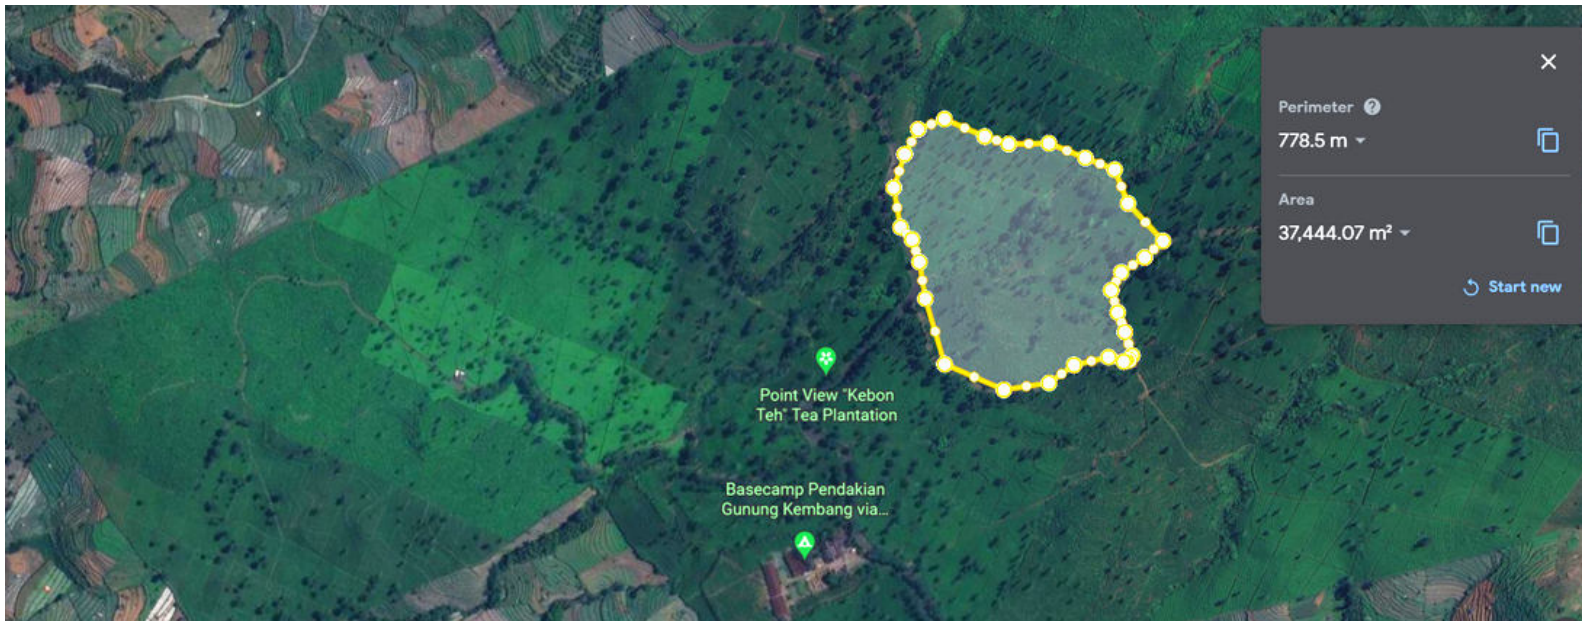 Perimeter
778.5 m
Area
37,444.07 m²
Start new
Point View "Kebon
Teh" Tea Plantation
Basecamp Pendakian
Gunung Kembang via...